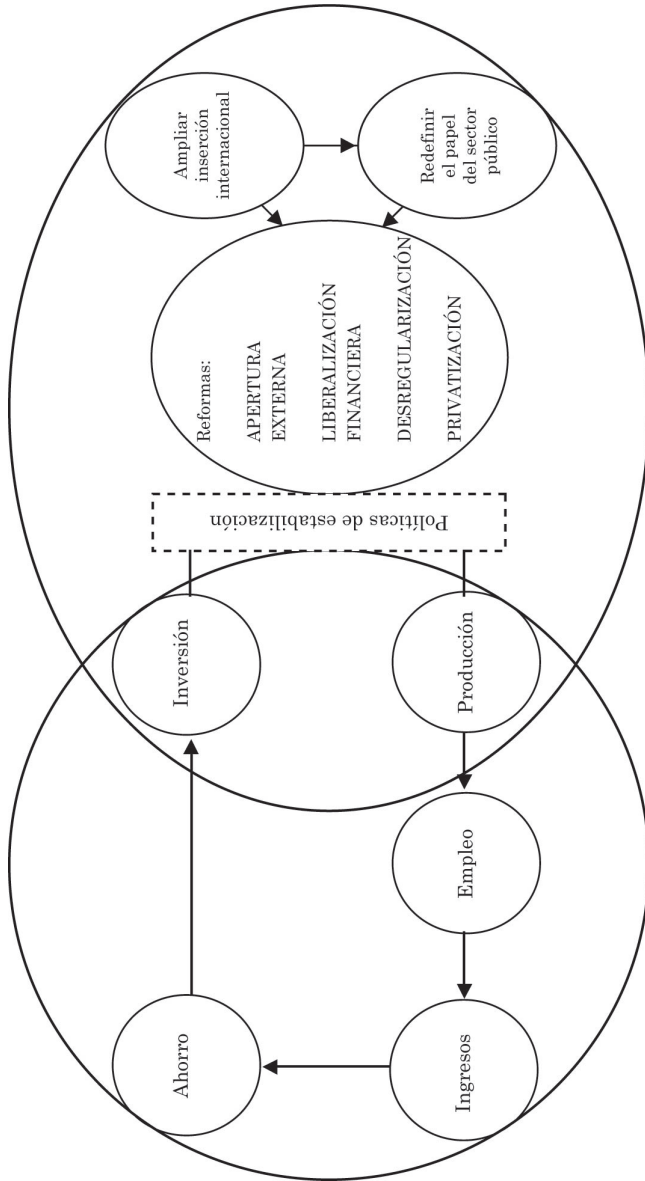 Ahorro
Inversión
Ingresos
Empleo
Producción
Políticas de estabilización
Reformas:
APERTURA
EXTERNA
LIBERALIZACIÓN
FINANCIERA
DESREGULARIZACIÓN
PRIVATIZACIÓN
Ampliar
inserción
internacional
Redefinir
el papel
del sector
público